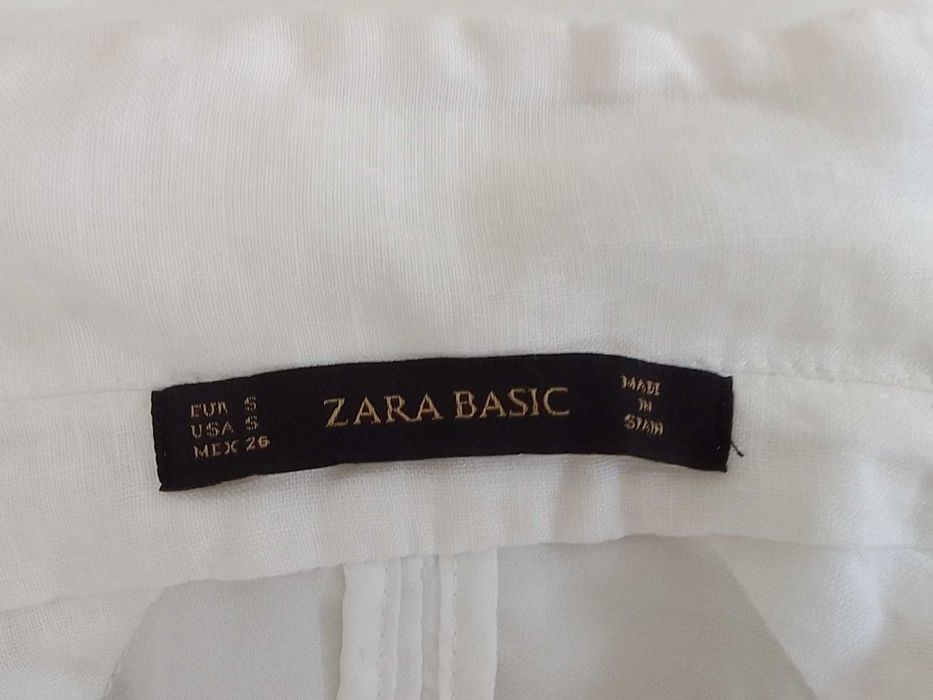 EUR S
USA S
MEX 26
ZARA BASIC
MADE
IN
SPAIN